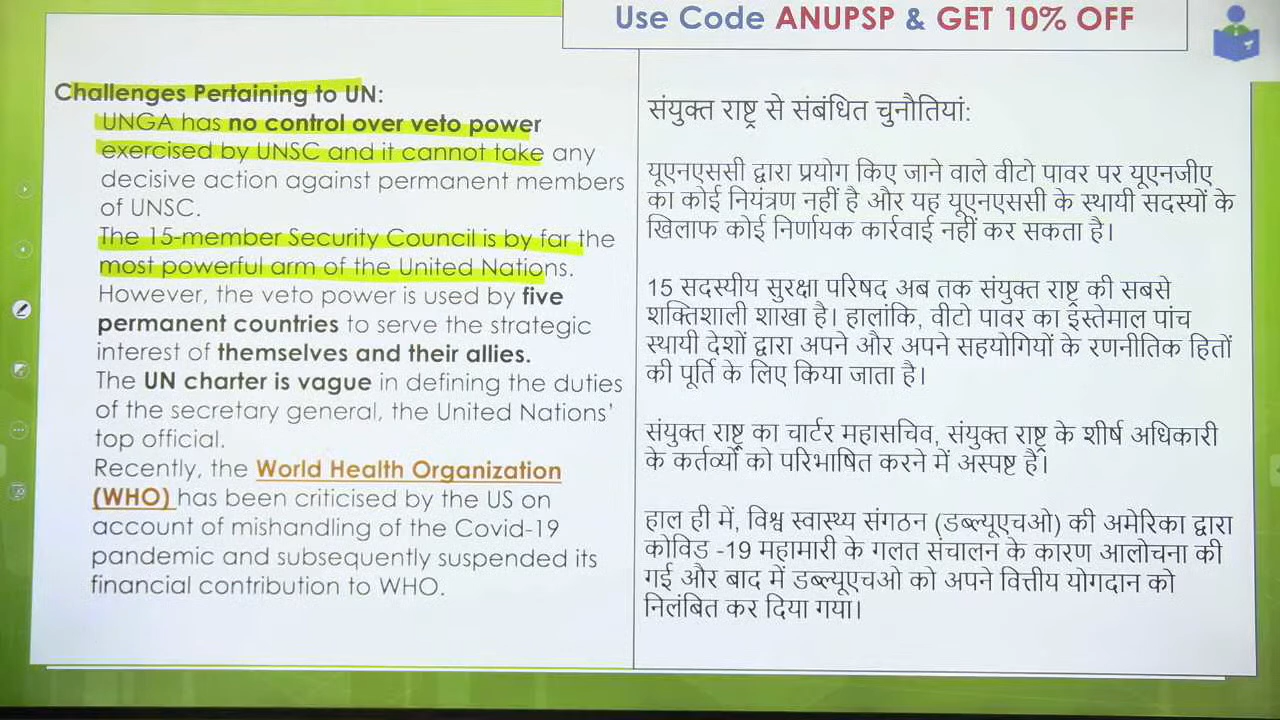 Use Code ANUPSP & GET 10% OFF
Challenges Pertaining to UN:
UNGA has no control over veto power
exercised by UNSC and it cannot take any
decisive action against permanent members
of UNSC.
The 15-member Security Council is by far the
most powerful arm of the United Nations.
However, the veto power is used by five
permanent countries to serve the strategic
interest of themselves and their allies.
The UN charter is vague in defining the duties
of the secretary general, the United Nations’
top official.
Recently, the World Health Organization
(WHO) has been criticised by the US on
account of mishandling of the Covid-19
pandemic and subsequently suspended its
financial contribution to WHO.
संयुक्त राष्ट्र से संबंधित चुनौतियां:
यूएनएससी द्वारा प्रयोग किए जाने वाले वीटो पावर पर यूएनजीए
का कोई नियंत्रण नहीं है और यह यूएनएससी के स्थायी सदस्यों के
खिलाफ कोई निर्णायक कार्रवाई नहीं कर सकता है।
15 सदस्यीय सुरक्षा परिषद अब तक संयुक्त राष्ट्र की सबसे
शक्तिशाली शाखा है। हालांकि, वीटो पावर का इस्तेमाल पांच
स्थायी देशों द्वारा अपने और अपने सहयोगियों के रणनीतिक हितों
की पूर्ति के लिए किया जाता है।
संयुक्त राष्ट्र का चार्टर महासचिव, संयुक्त राष्ट्र के शीर्ष अधिकारी
के कर्तव्यों को परिभाषित करने में अस्पष्ट है।
हाल ही में, विश्व स्वास्थ्य संगठन (डब्ल्यूएचओ) की अमेरिका द्वारा
कोविड -19 महामारी के गलत संचालन के कारण आलोचना की
गई और बाद में डब्ल्यूएचओ को अपने वित्तीय योगदान को
निलंबित कर दिया गया।